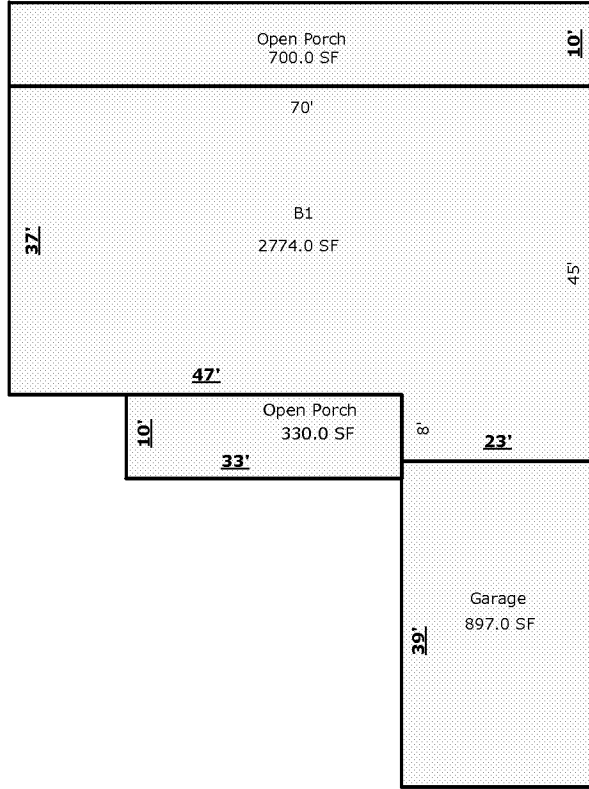 Open Porch
700.0 SF
10'
70'
B1
2774.0 SF
37'
45'
47'
Open Porch
330.0 SF
10'
33'
8'
23'
Garage
897.0 SF
39'